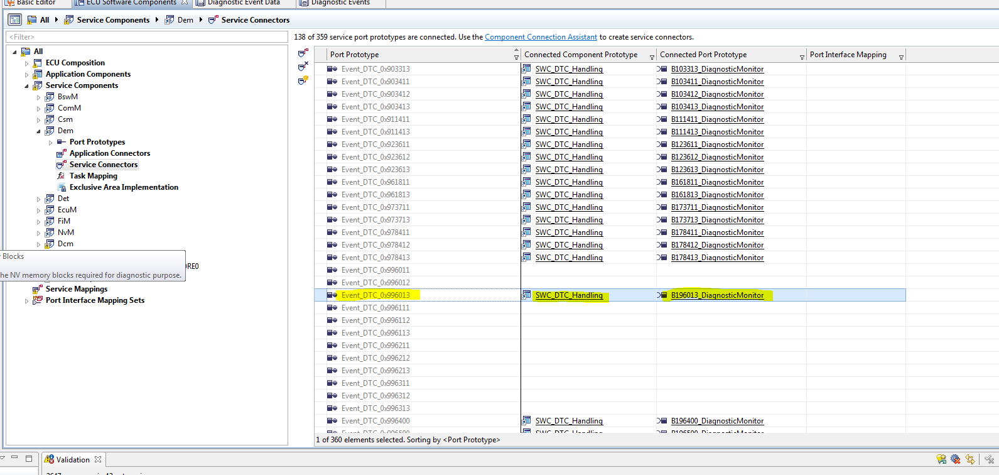 Basic Editor
ECU Software Components
Diagnostic Event Data
Diagnostic Events
All
Service Components
Dem
Service Connectors
<Filter>
All
ECU Composition
Application Components
Service Components
BswM
ComM
Csm
Dem
Port Prototypes
Application Connectors
Service Connectors
Task Mapping
Exclusive Area Implementation
Det
EcuM
FiM
NvM
Dcm
Blocks
ORE0
he NV memory blocks required for diagnostic purpose.
Service Mappings
Port Interface Mapping Sets
138 of 359 service port prototypes are connected. Use the Component Connection Assistant to create service connectors.
Port Prototype Connected Component Prototype Connected Port Prototype Port Interface Mapping
Event_DTC_0x903313 SWC_DTC_Handling B103313_DiagnosticMonitor
Event_DTC_0x903411 SWC_DTC_Handling B103411_DiagnosticMonitor
Event_DTC_0x903412 SWC_DTC_Handling B103412_DiagnosticMonitor
Event_DTC_0x903413 SWC_DTC_Handling B103413_DiagnosticMonitor
Event_DTC_0x911411 SWC_DTC_Handling B111411_DiagnosticMonitor
Event_DTC_0x911413 SWC_DTC_Handling B111413_DiagnosticMonitor
Event_DTC_0x923611 SWC_DTC_Handling B123611_DiagnosticMonitor
Event_DTC_0x923612 SWC_DTC_Handling B123612_DiagnosticMonitor
Event_DTC_0x923613 SWC_DTC_Handling B123613_DiagnosticMonitor
Event_DTC_0x961811 SWC_DTC_Handling B161811_DiagnosticMonitor
Event_DTC_0x961813 SWC_DTC_Handling B161813_DiagnosticMonitor
Event_DTC_0x973711 SWC_DTC_Handling B173711_DiagnosticMonitor
Event_DTC_0x973713 SWC_DTC_Handling B173713_DiagnosticMonitor
Event_DTC_0x978411 SWC_DTC_Handling B178411_DiagnosticMonitor
Event_DTC_0x978412 SWC_DTC_Handling B178412_DiagnosticMonitor
Event_DTC_0x978413 SWC_DTC_Handling B178413_DiagnosticMonitor
Event_DTC_0x996011
Event_DTC_0x996012
Event_DTC_0x996013 SWC_DTC_Handling B196013_DiagnosticMonitor
Event_DTC_0x996111
Event_DTC_0x996112
Event_DTC_0x996113
Event_DTC_0x996211
Event_DTC_0x996212
Event_DTC_0x996213
Event_DTC_0x996311
Event_DTC_0x996312
Event_DTC_0x996313
Event_DTC_0x996400 SWC_DTC_Handling B196400_DiagnosticMonitor
1 of 360 elements selected. Sorting by <Port Prototype>
Validation